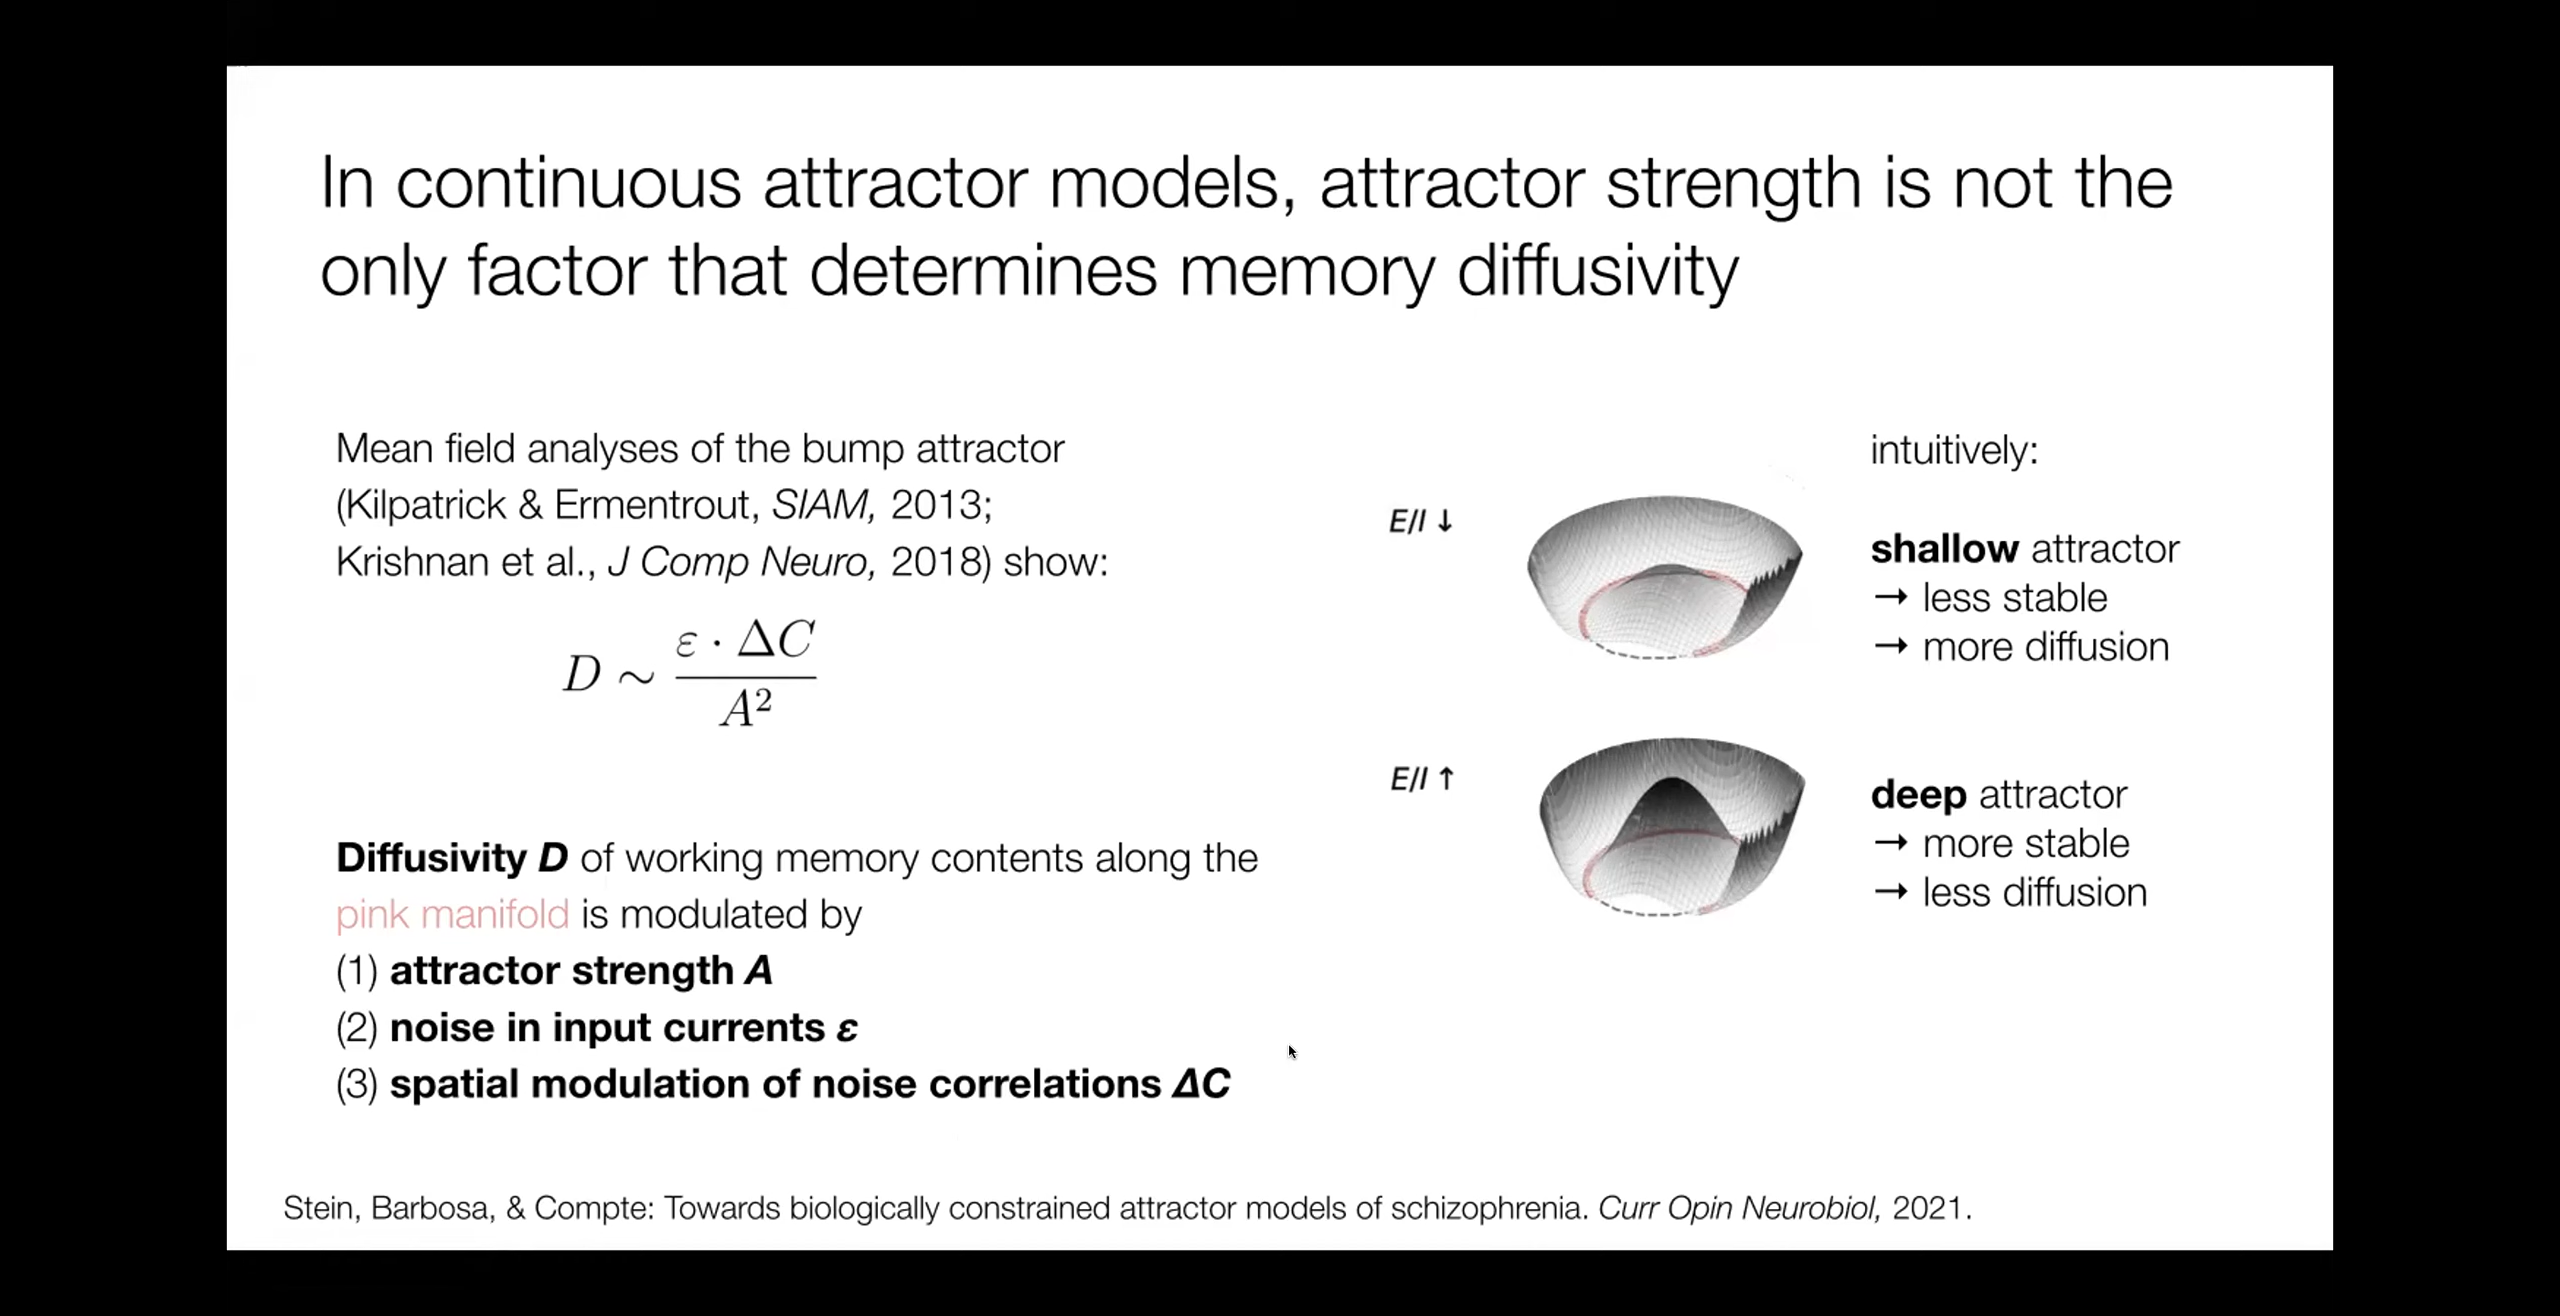 In continuous attractor models, attractor strength is not the
only factor that determines memory diffusivity
Mean field analyses of the bump attractor
(Kilpatrick & Ermentrout, SIAM, 2013;
Krishnan et al., J Comp Neuro, 2018) show:
D ~ ε · ΔC / A²
Diffusivity D of working memory contents along the
pink manifold is modulated by
(1) attractor strength A
(2) noise in input currents ε
(3) spatial modulation of noise correlations ΔC
intuitively:
E/I ↓
shallow attractor
→ less stable
→ more diffusion
E/I ↑
deep attractor
→ more stable
→ less diffusion
Stein, Barbosa, & Compte: Towards biologically constrained attractor models of schizophrenia. Curr Opin Neurobiol, 2021.